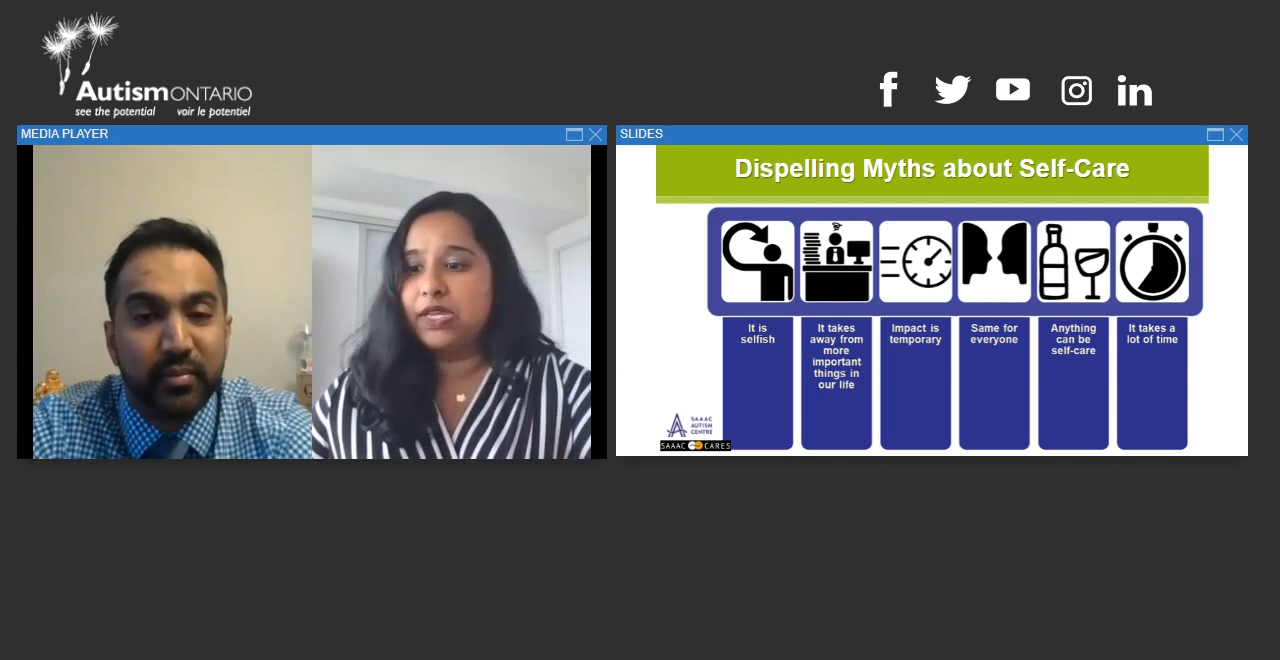 Autism ONTARIO
see the potential voir le potentiel
MEDIA PLAYER
SLIDES
Dispelling Myths about Self-Care
It is
selfish
It takes
away from
more
important
things in
our life
Impact is
temporary
Same for
everyone
Anything
can be
self-care
It takes a
lot of time
SAAAC
AUTISM
CENTRE
SAAAC CARES